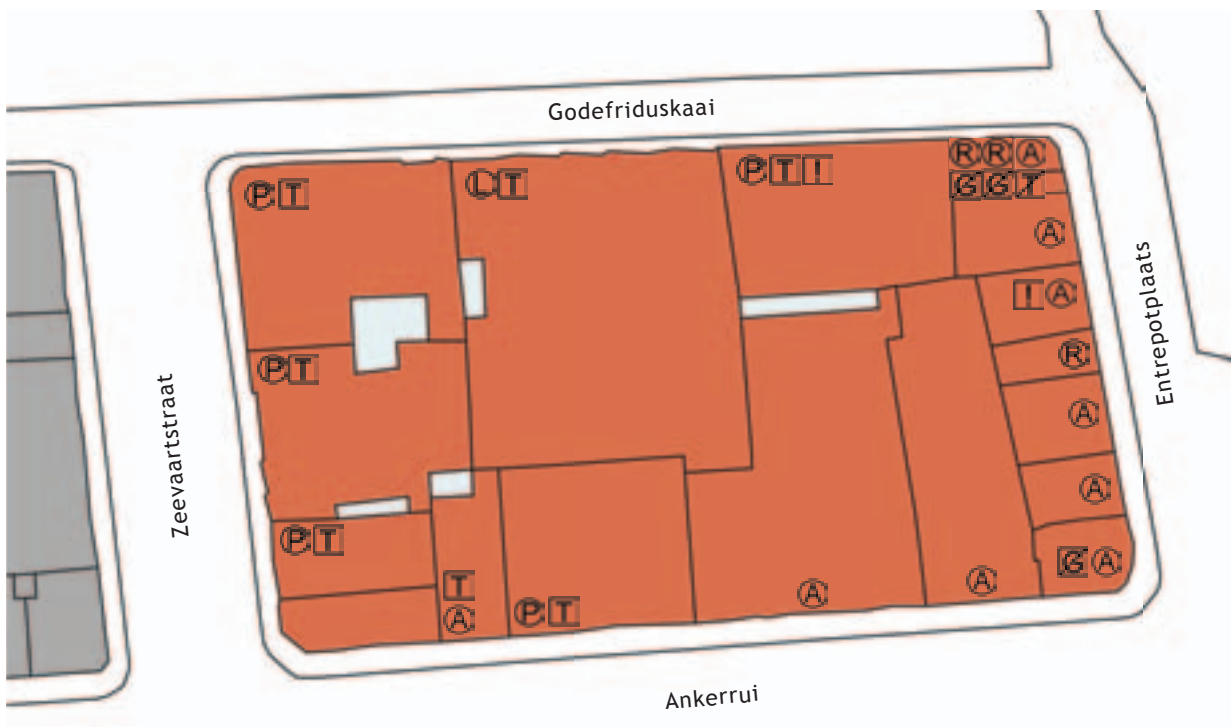 Godefriduskaai
R R A
P T L T P T ! G G T
A
! A
P T R
A
A
P T G A
T
A P T A A
Zeevaartstraat
Entrepotplaats
Ankerrui